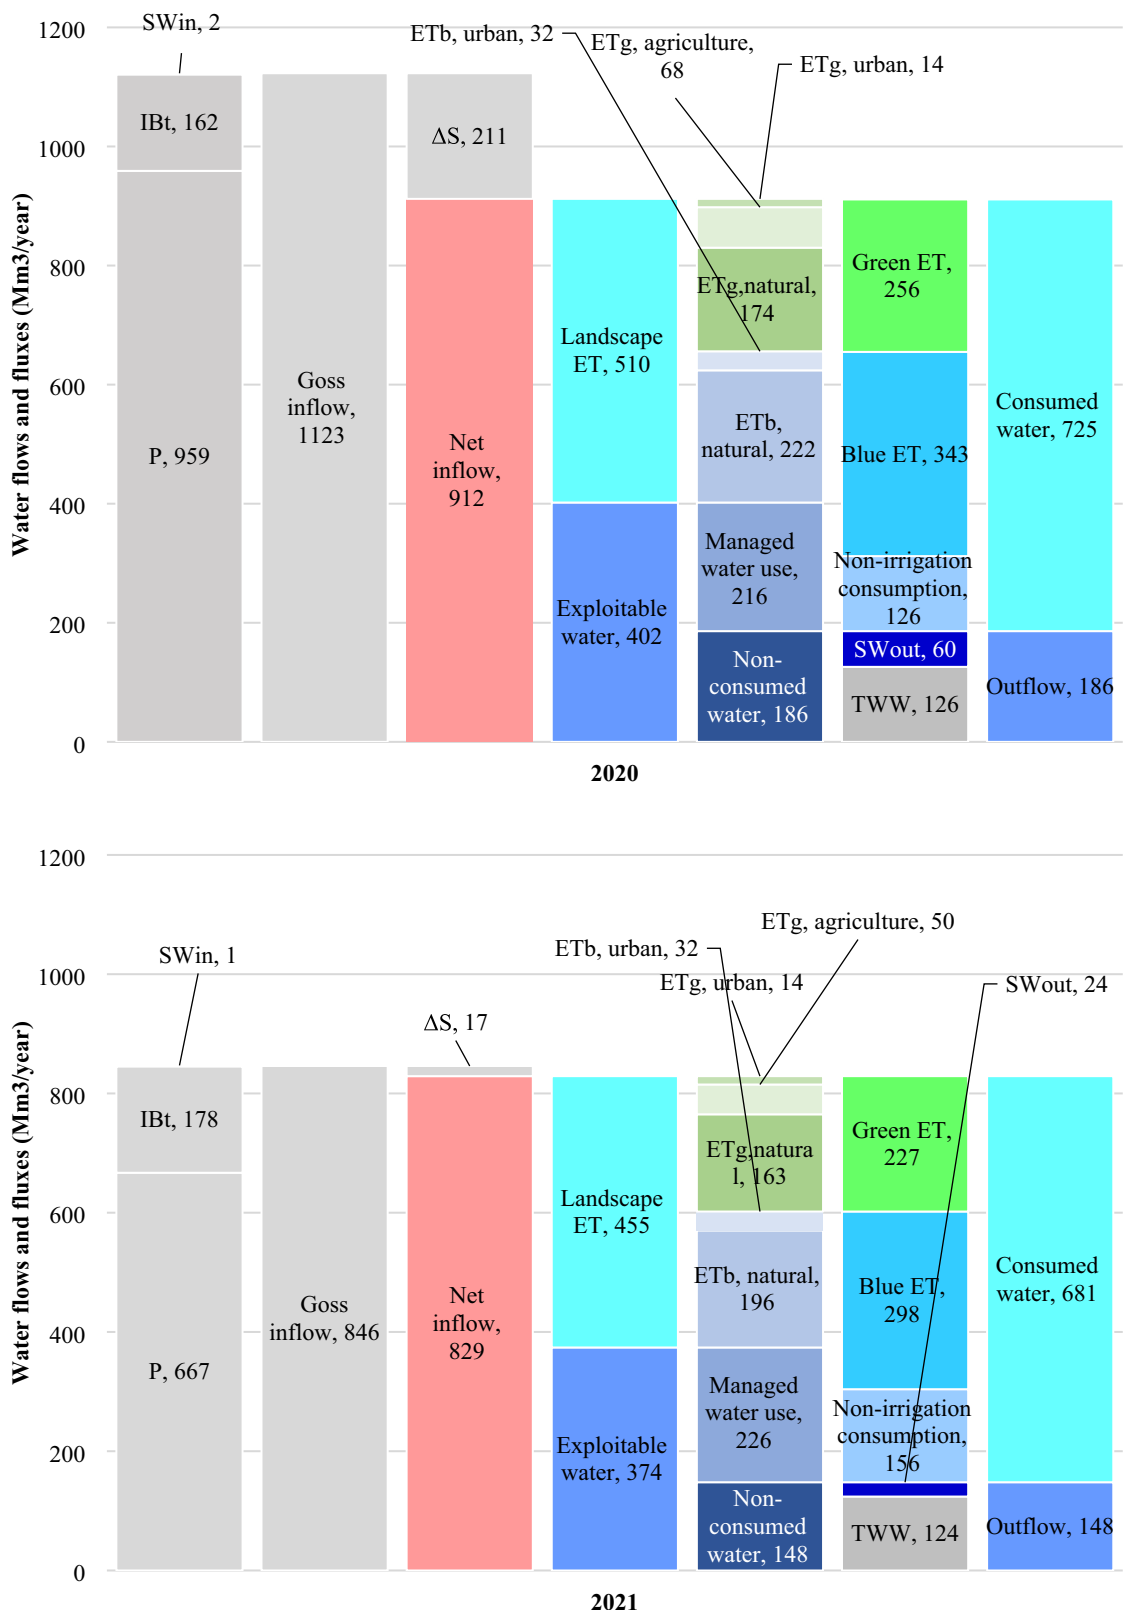 1200
SWin, 2
ETb, urban, 32
ETg, agriculture,
68
ETg, urban, 14
IBt, 162
ΔS, 211
1000
800
600
400
200
0
Water flows and fluxes (Mm3/year)
P, 959
Goss
inflow,
1123
Net
inflow,
912
Landscape
ET, 510
Exploitable
water, 402
ETg,natural,
174
ETb,
natural, 222
Managed
water use,
216
Non-
consumed
water, 186
Green ET,
256
Blue ET, 343
Non-irrigation
consumption,
126
SWout, 60
TWW, 126
Consumed
water, 725
Outflow, 186
2020
1200
1000
800
600
400
200
0
Water flows and fluxes (Mm3/year)
SWin, 1
ΔS, 17
ETb, urban, 32
ETg, agriculture, 50
ETg, urban, 14
SWout, 24
IBt, 178
P, 667
Goss
inflow, 846
Net
inflow,
829
Landscape
ET, 455
Exploitable
water, 374
ETg,natura
l, 163
ETb, natural,
196
Managed
water use,
226
Non-
consumed
water, 148
Green ET,
227
Blue ET,
298
Non-irrigation
consumption,
156
TWW, 124
Consumed
water, 681
Outflow, 148
2021